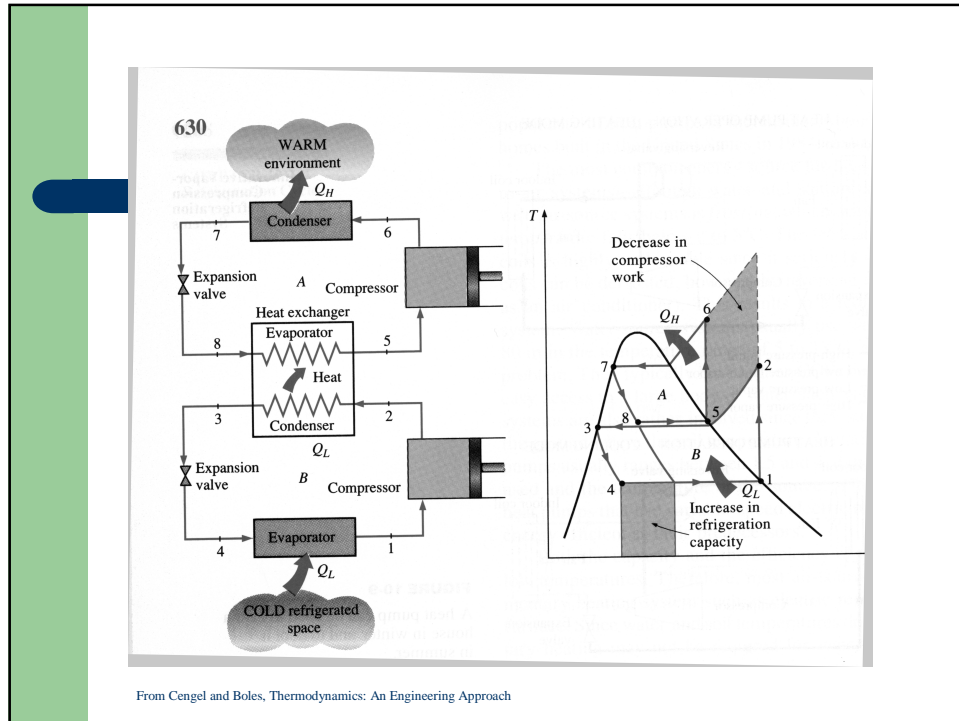 630
WARM
environment
Q_H
Condenser
7
6
Expansion
valve
A
Compressor
Heat exchanger
Evaporator
8
5
Heat
3
2
Condenser
Q_L
Expansion
valve
B
Compressor
4
Evaporator
1
Q_L
COLD refrigerated
space
T
Decrease in
compressor
work
6
Q_H
7
2
A
8
5
3
B
4
Q_L
1
Increase in
refrigeration
capacity
From Cengel and Boles, Thermodynamics: An Engineering Approach